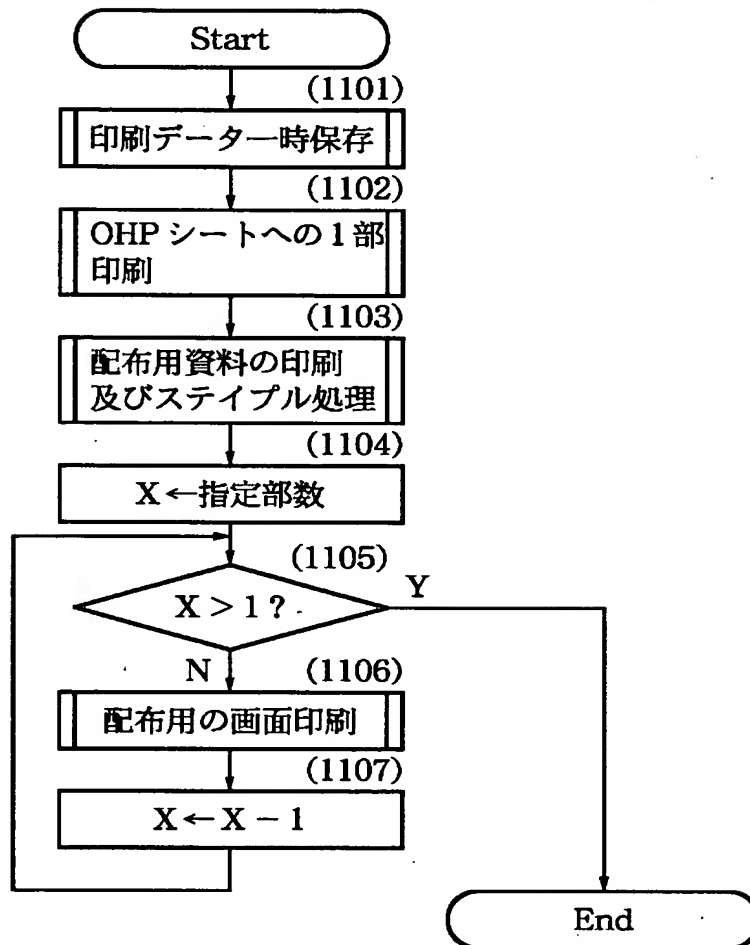 Start
(1101)
印刷データ一時保存
(1102)
OHPシートへの1部
印刷
(1103)
配布用資料の印刷
及びステイプル処理
(1104)
X←指定部数
(1105)
X > 1 ?
Y
N
(1106)
配布用の画面印刷
(1107)
X←X − 1
End